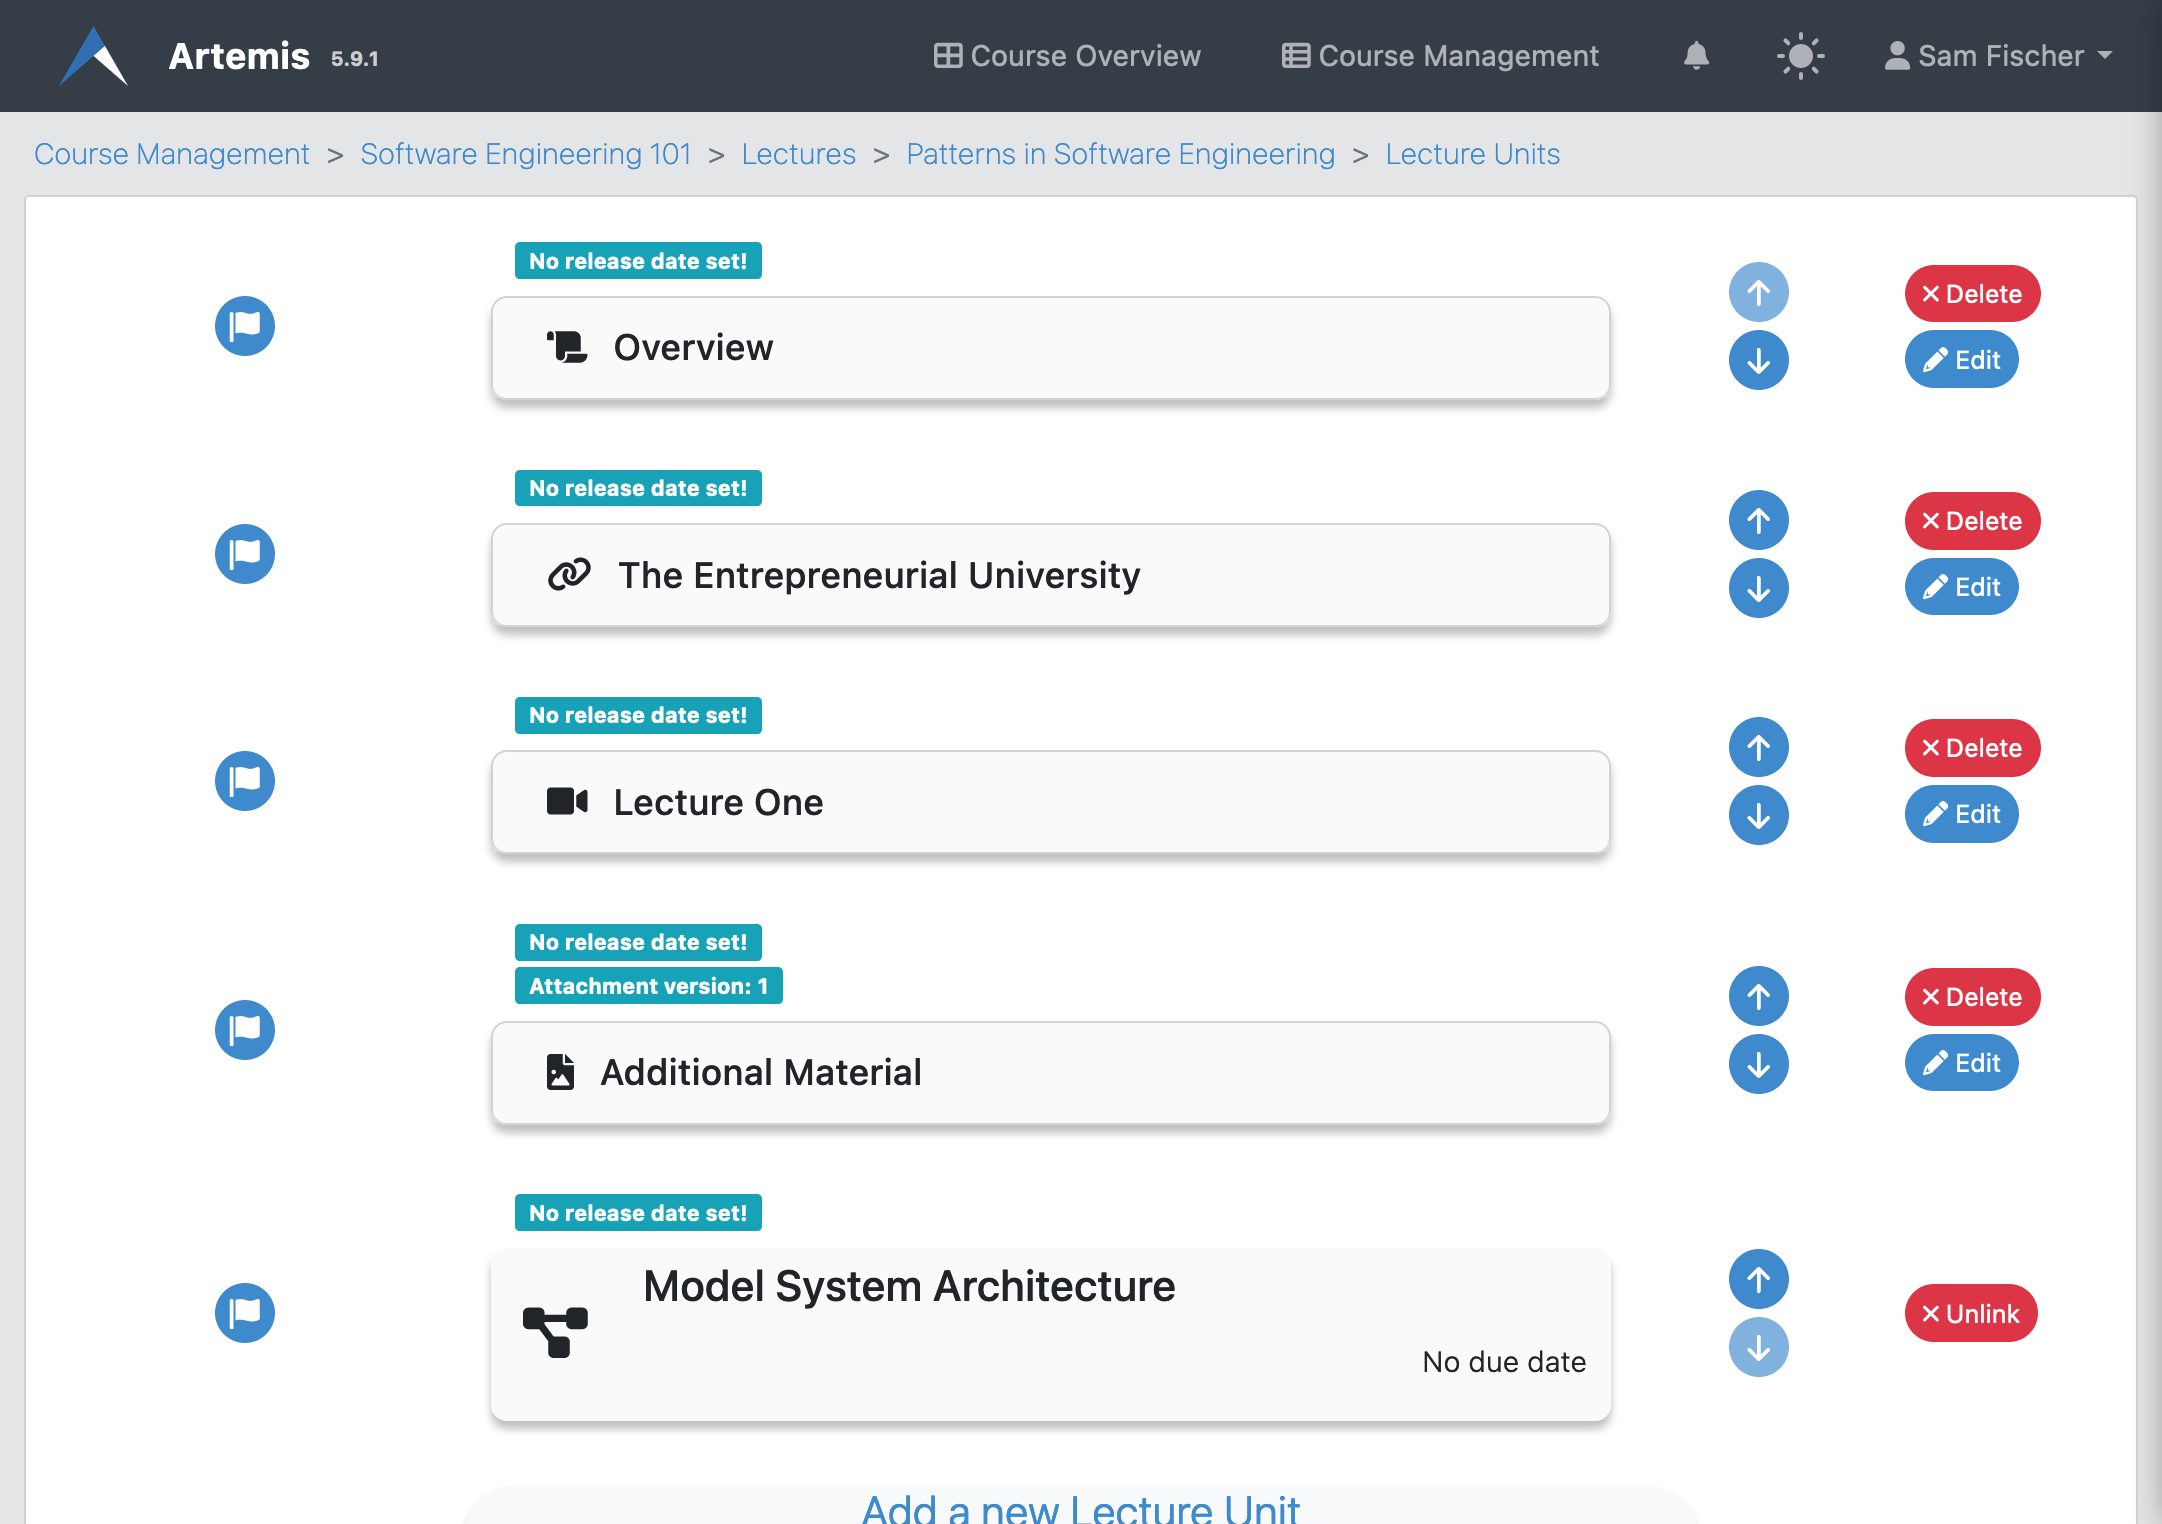 Artemis 5.9.1 Course Overview Course Management Sam Fischer
Course Management > Software Engineering 101 > Lectures > Patterns in Software Engineering > Lecture Units
No release date set!
Overview
Delete
Edit
No release date set!
The Entrepreneurial University
Delete
Edit
No release date set!
Lecture One
Delete
Edit
No release date set!
Attachment version: 1
Additional Material
Delete
Edit
No release date set!
Model System Architecture
No due date
Unlink
Add a new Lecture Unit